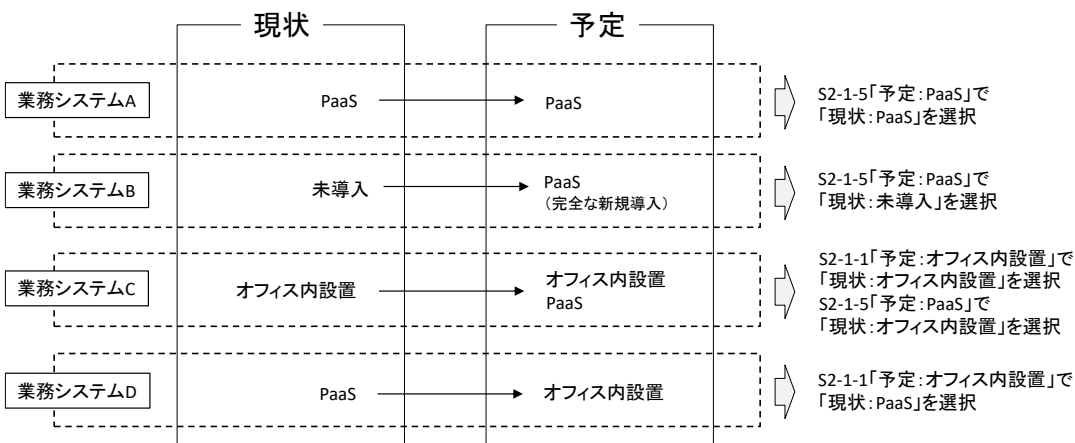 現状
予定
業務システムA
PaaS
PaaS
S2-1-5「予定:PaaS」で
「現状:PaaS」を選択
業務システムB
未導入
PaaS
(完全な新規導入)
S2-1-5「予定:PaaS」で
「現状:未導入」を選択
業務システムC
オフィス内設置
オフィス内設置
PaaS
S2-1-1「予定:オフィス内設置」で
「現状:オフィス内設置」を選択
S2-1-5「予定:PaaS」で
「現状:オフィス内設置」を選択
業務システムD
PaaS
オフィス内設置
S2-1-1「予定:オフィス内設置」で
「現状:PaaS」を選択